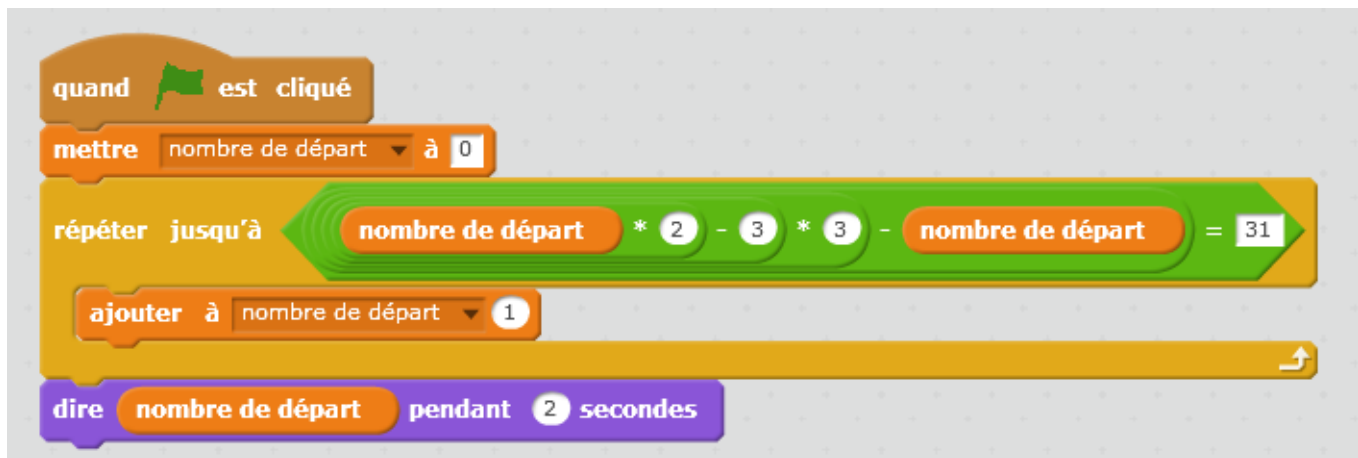 quand est cliqué
mettre nombre de départ à 0
répéter jusqu'à nombre de départ * 2 - 3 * 3 - nombre de départ = 31
ajouter à nombre de départ 1
dire nombre de départ pendant 2 secondes